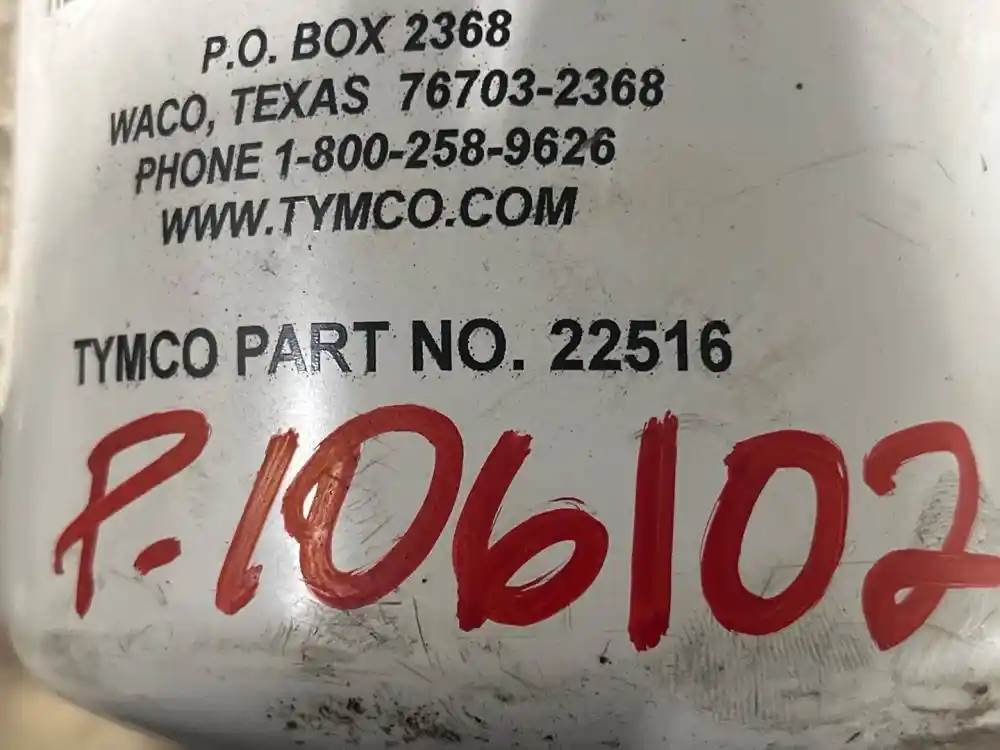 P.O. BOX 2368
WACO, TEXAS 76703-2368
PHONE 1-800-258-9626
WWW.TYMCO.COM
TYMCO PART NO. 22516
P.106102